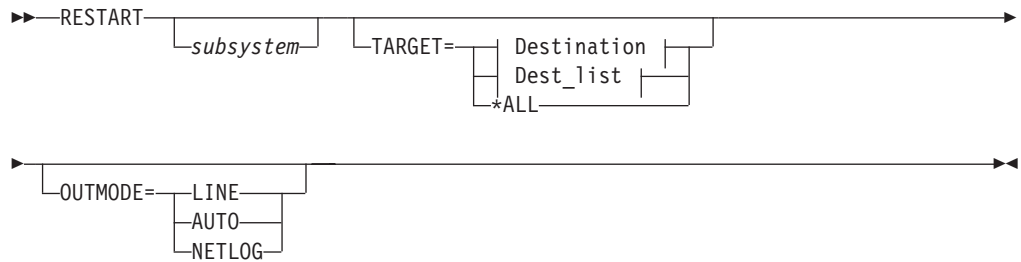 RESTART
subsystem
TARGET=
Destination
Dest_list
*ALL
OUTMODE=
LINE
AUTO
NETLOG